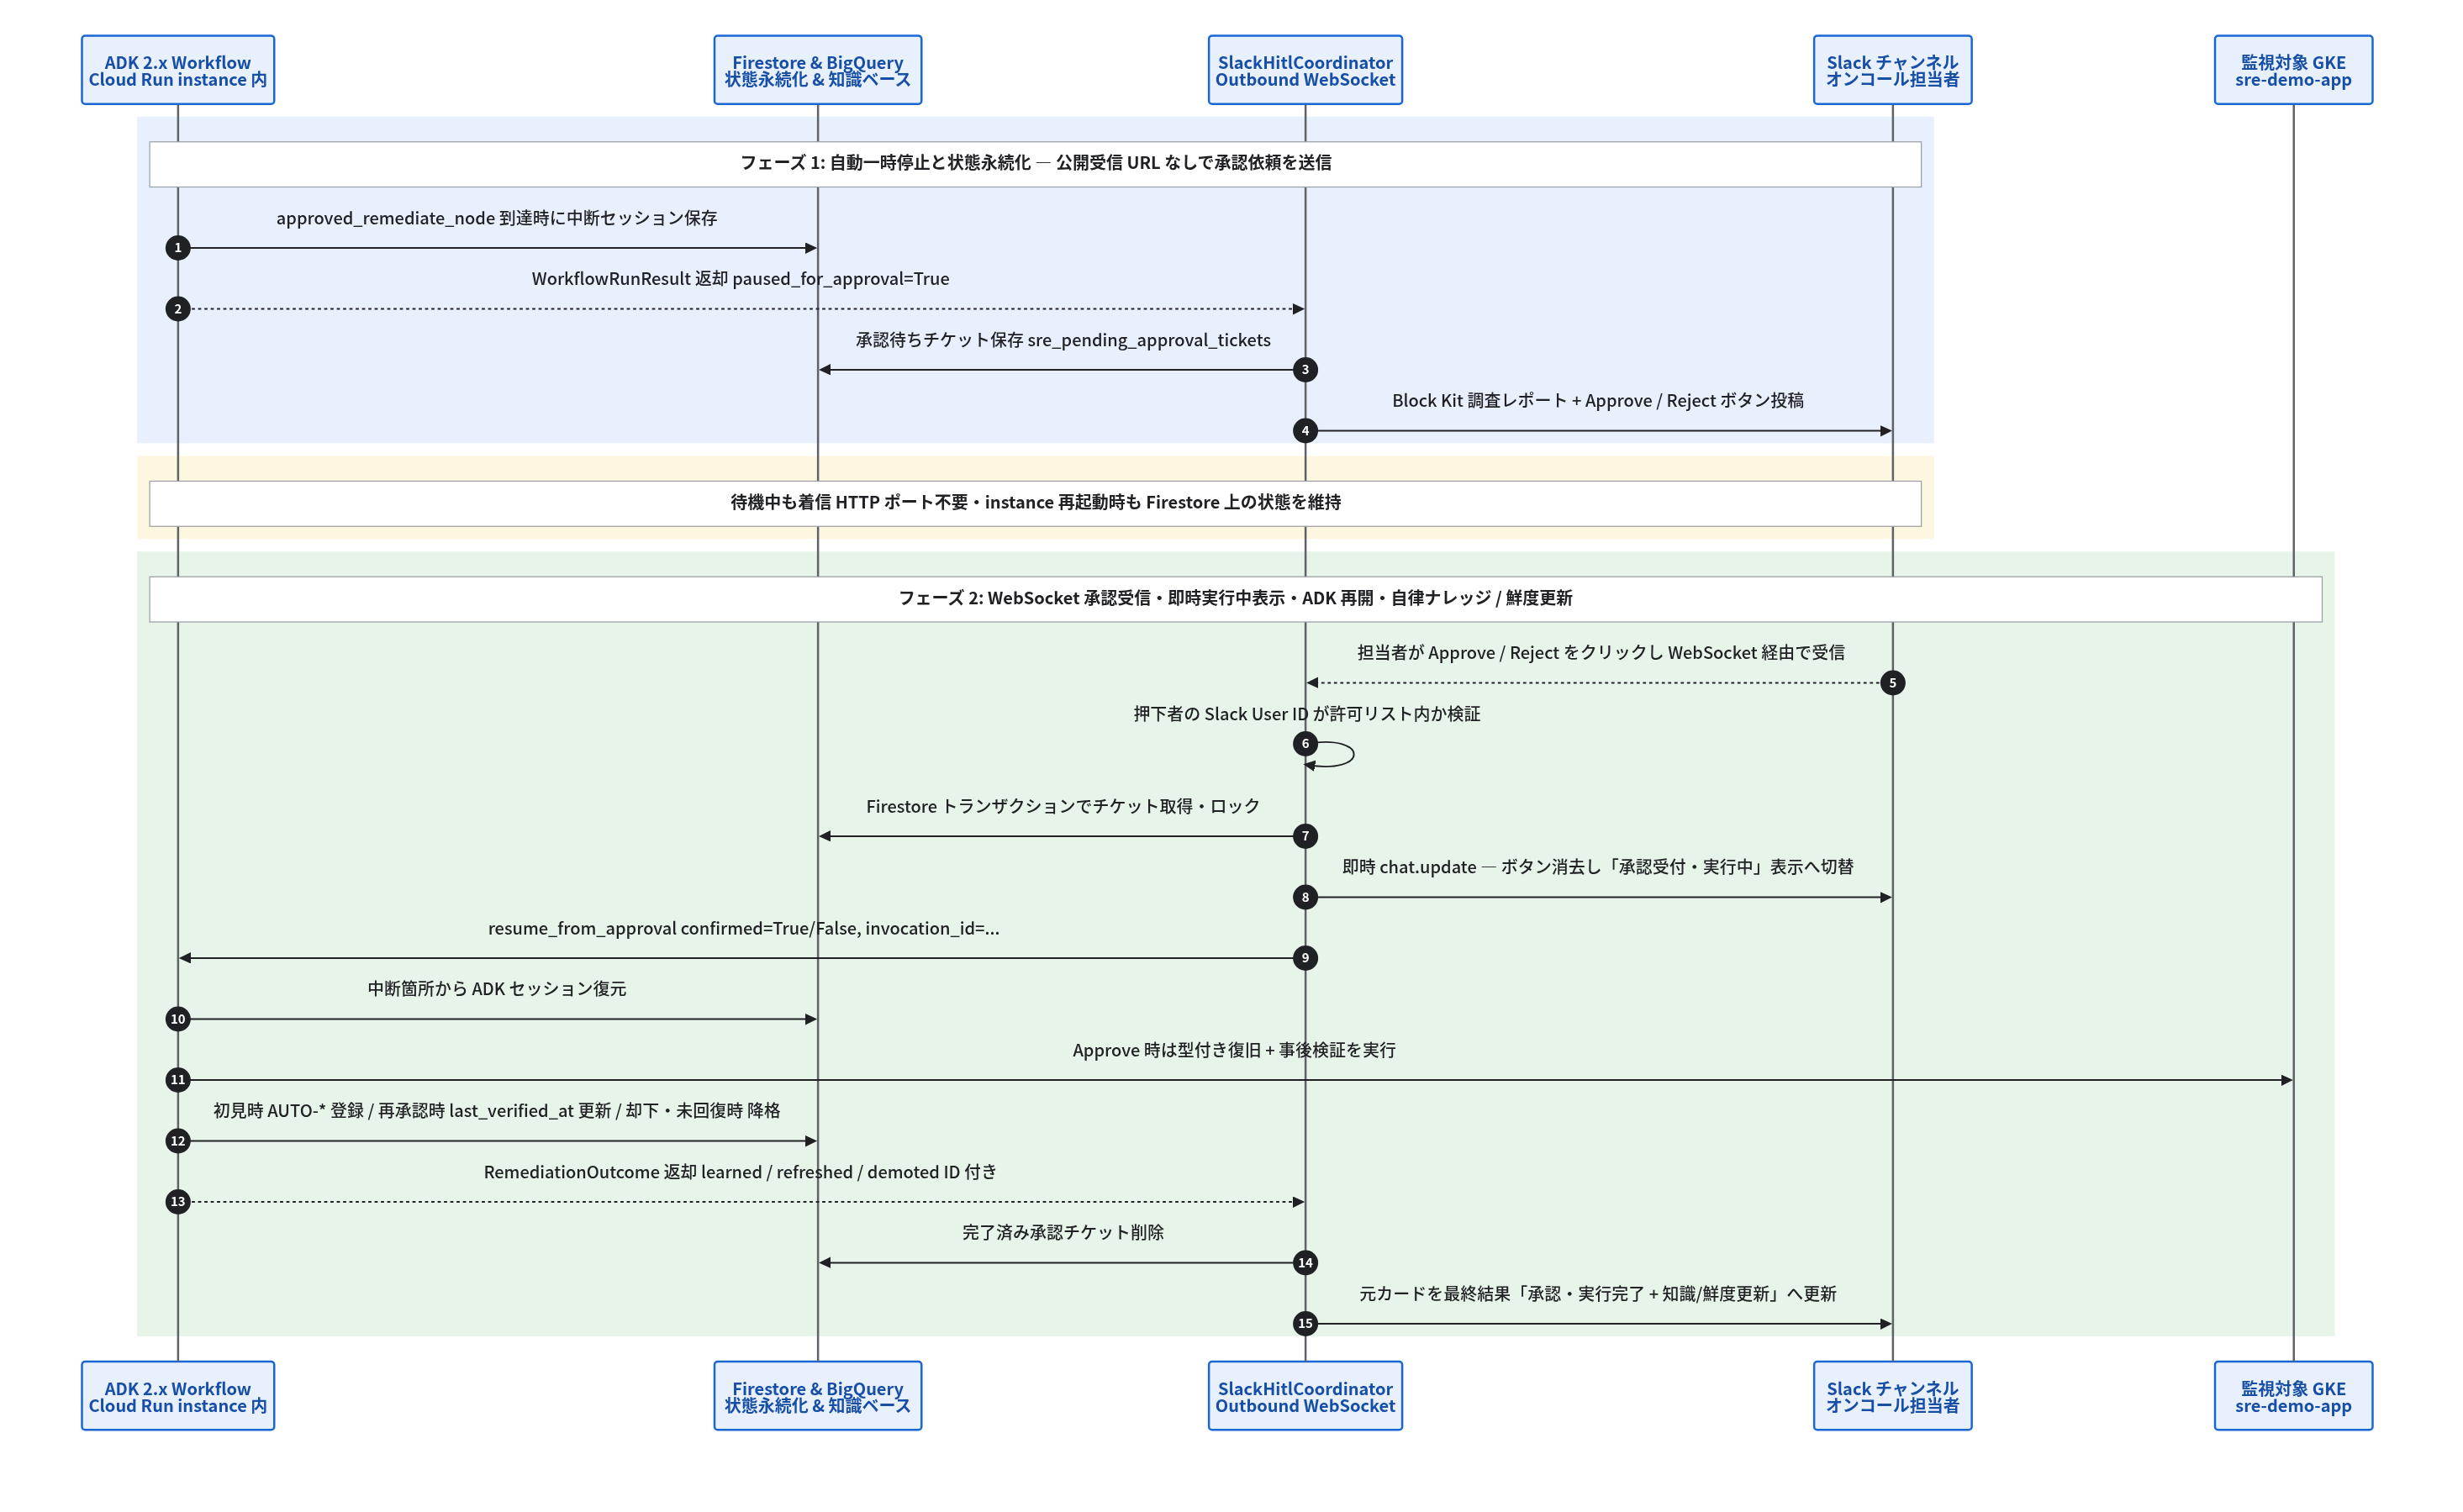 ADK 2.x Workflow
Cloud Run instance 内
Firestore & BigQuery
状態永続化 & 知識ベース
SlackHitlCoordinator
Outbound WebSocket
Slack チャンネル
オンコール担当者
監視対象 GKE
sre-demo-app
フェーズ 1: 自動一時停止と状態永続化 — 公開受信 URL なしで承認依頼を送信
approved_remediate_node 到達時に中断セッション保存
1
WorkflowRunResult 返却 paused_for_approval=True
2
承認待ちチケット保存 sre_pending_approval_tickets
3
Block Kit 調査レポート + Approve / Reject ボタン投稿
4
待機中も着信 HTTP ポート不要・instance 再起動時も Firestore 上の状態を維持
フェーズ 2: WebSocket 承認受信・即時実行中表示・ADK 再開・自律ナレッジ / 鮮度更新
担当者が Approve / Reject をクリックし WebSocket 経由で受信
5
押下者の Slack User ID が許可リスト内か検証
6
Firestore トランザクションでチケット取得・ロック
7
即時 chat.update — ボタン消去し「承認受付・実行中」表示へ切替
8
resume_from_approval confirmed=True/False, invocation_id=...
9
中断箇所から ADK セッション復元
10
Approve 時は型付き復旧 + 事後検証を実行
11
初見時 AUTO-* 登録 / 再承認時 last_verified_at 更新 / 却下・未回復時 降格
12
RemediationOutcome 返却 learned / refreshed / demoted ID 付き
13
完了済み承認チケット削除
14
元カードを最終結果「承認・実行完了 + 知識/鮮度更新」へ更新
15
ADK 2.x Workflow
Cloud Run instance 内
Firestore & BigQuery
状態永続化 & 知識ベース
SlackHitlCoordinator
Outbound WebSocket
Slack チャンネル
オンコール担当者
監視対象 GKE
sre-demo-app